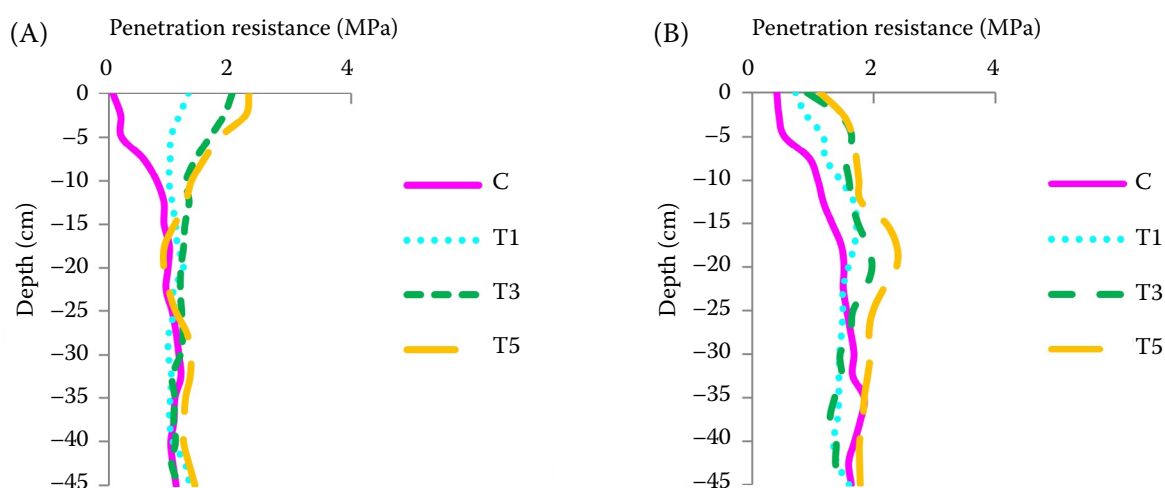 (A) Penetration resistance (MPa)
0 2 4
0
−5
−10
−15
−20
−25
−30
−35
−40
−45
Depth (cm)
C
T1
T3
T5
(B) Penetration resistance (MPa)
0 2 4
0
−5
−10
−15
−20
−25
−30
−35
−40
−45
Depth (cm)
C
T1
T3
T5